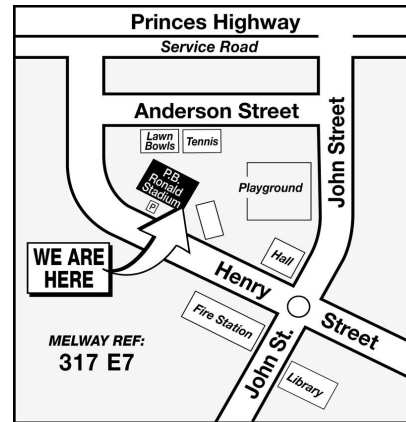 Princes Highway
Service Road
Anderson Street
Lawn
Bowls
Tennis
P.B.
Ronald
Stadium
P
Playground
John Street
WE ARE
HERE
Hall
Henry
Street
Fire Station
MELWAY REF:
317 E7
John St.
Library